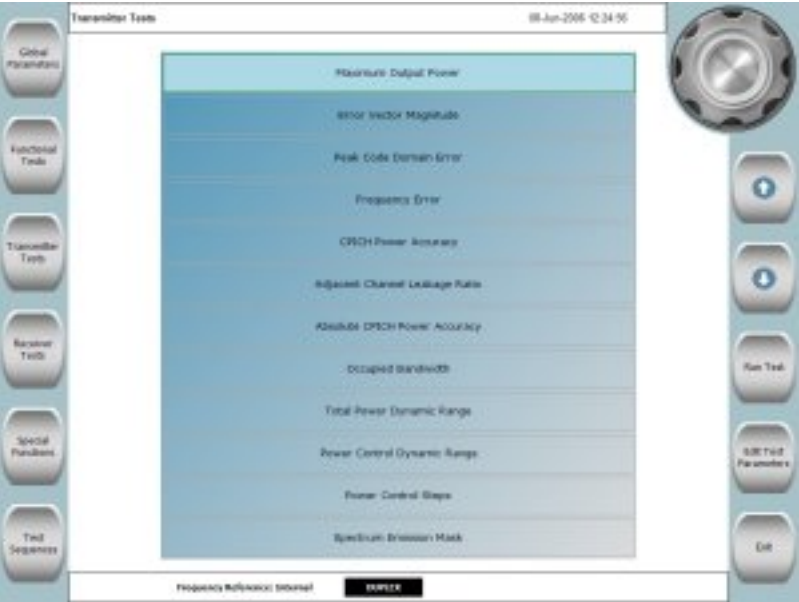 Transmitter Tests
08-Jun-2006 12:24:56
Global
Parameters
Functional
Tests
Transmitter
Tests
Receiver
Tests
Special
Functions
Test
Sequences
Maximum Output Power
Error Vector Magnitude
Peak Code Domain Error
Frequency Error
CPICH Power Accuracy
Adjacent Channel Leakage Ratio
Absolute CPICH Power Accuracy
Occupied Bandwidth
Total Power Dynamic Range
Power Control Dynamic Range
Power Control Steps
Spectrum Emission Mask
Run Test
Edit Test
Parameters
Exit
Frequency Reference: Internal